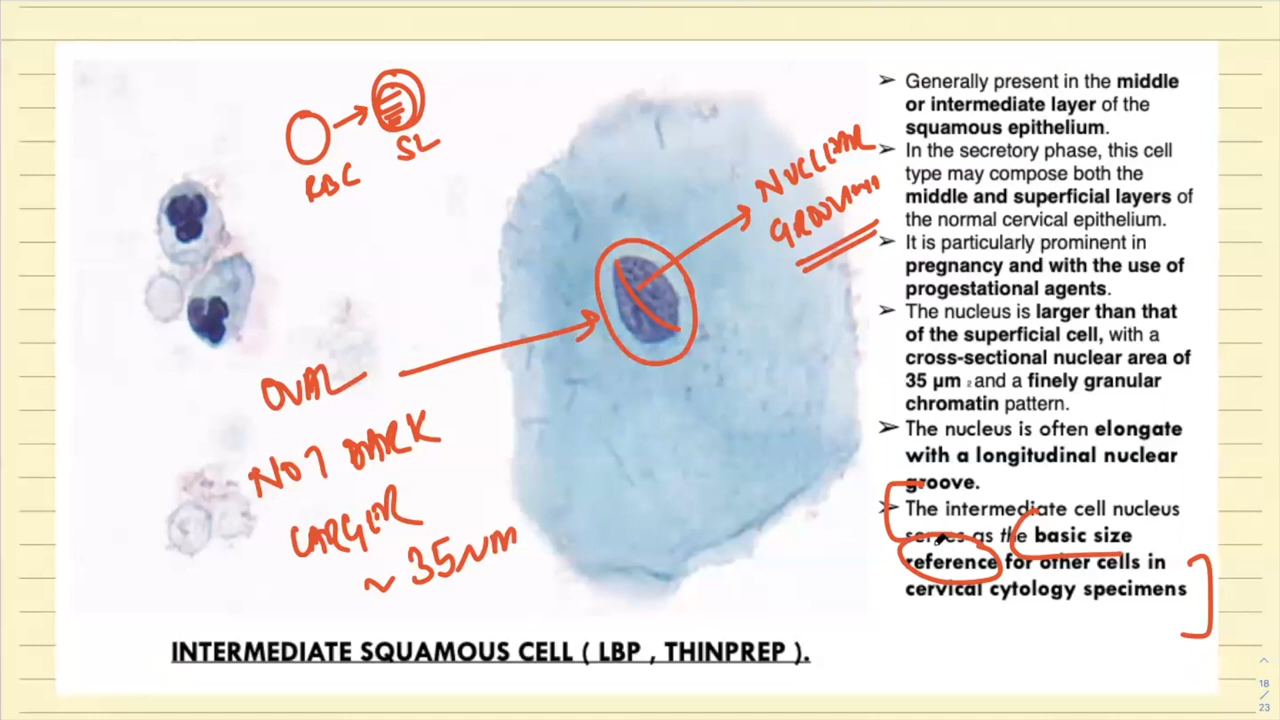 RBC
SL
NUCLEAR
OVAL
NOT DARK
LARGER
~ 35 µm
➢ Generally present in the middle
or intermediate layer of the
squamous epithelium.
➢ In the secretory phase, this cell
type may compose both the
middle and superficial layers of
the normal cervical epithelium.
➢ It is particularly prominent in
pregnancy and with the use of
progestational agents.
➢ The nucleus is larger than that
of the superficial cell, with a
cross-sectional nuclear area of
35 µm 2 and a finely granular
chromatin pattern.
➢ The nucleus is often elongate
with a longitudinal nuclear
groove.
➢ The intermediate cell nucleus
serves as the basic size
reference for other cells in
cervical cytology specimens
INTERMEDIATE SQUAMOUS CELL ( LBP , THINPREP ).
18
/
23